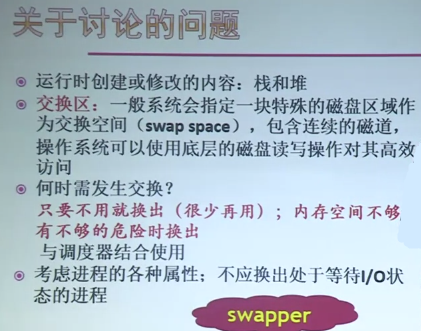 关于讨论的问题
运行时创建或修改的内容：栈和堆
交换区：一般系统会指定一块特殊的磁盘区域作
为交换空间（swap space），包含连续的磁道，
操作系统可以使用底层的磁盘读写操作对其高效
访问
何时需发生交换？
只要不用就换出（很少再用）；内存空间不够
有不够的危险时换出
与调度器结合使用
考虑进程的各种属性；不应换出处于等待I/O状
态的进程
swapper